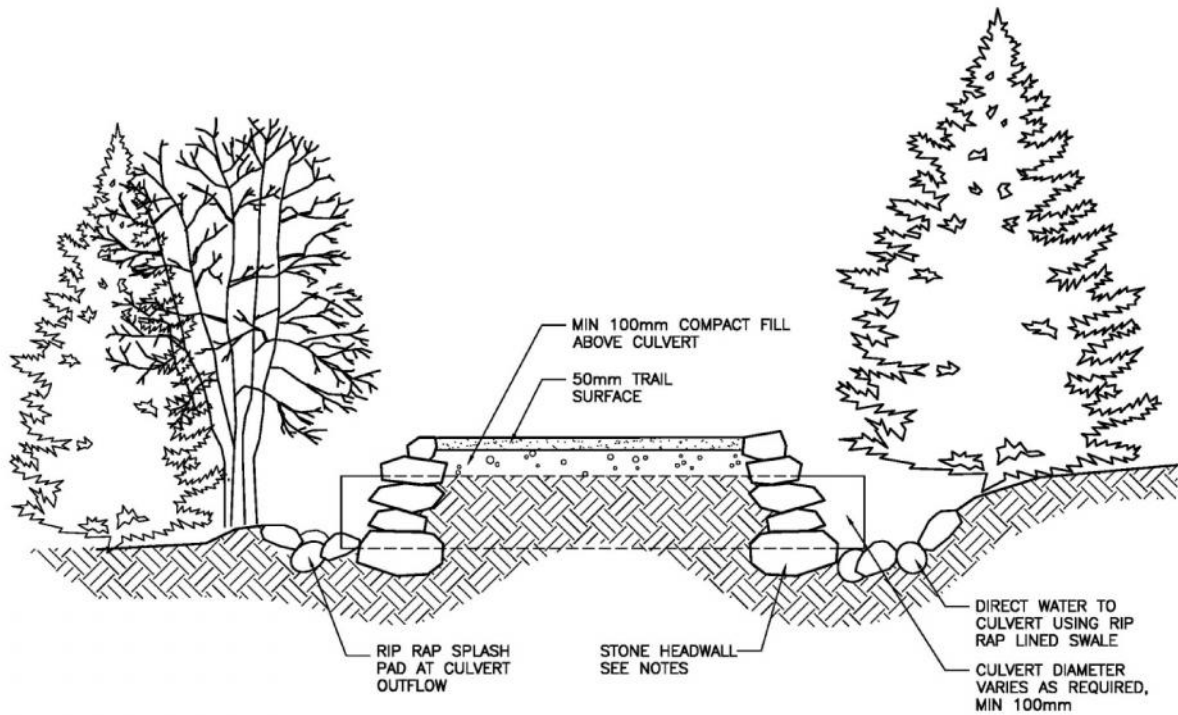 MIN 100mm COMPACT FILL
ABOVE CULVERT
50mm TRAIL
SURFACE
RIP RAP SPLASH
PAD AT CULVERT
OUTFLOW
STONE HEADWALL
SEE NOTES
DIRECT WATER TO
CULVERT USING RIP
RAP LINED SWALE
CULVERT DIAMETER
VARIES AS REQUIRED,
MIN 100mm